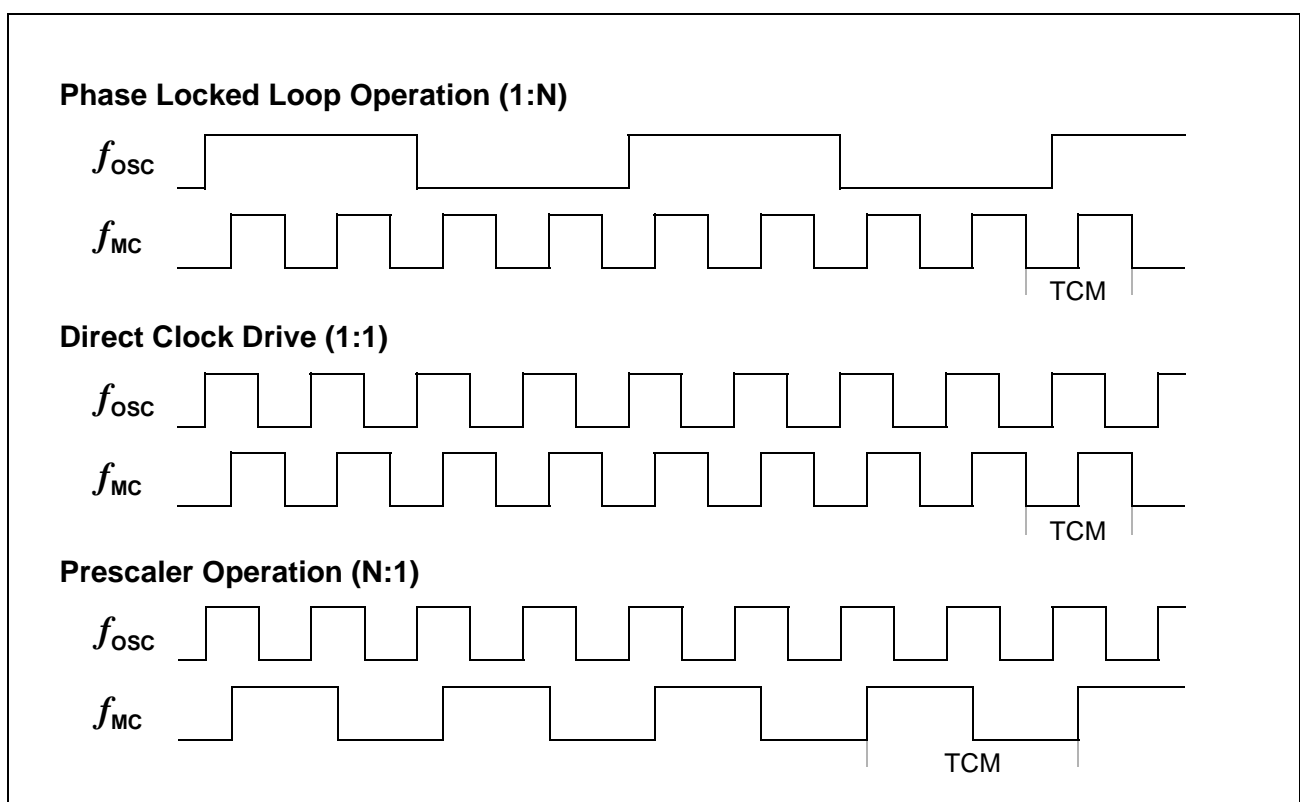 Phase Locked Loop Operation (1:N)
fOSC
fMC
TCM
Direct Clock Drive (1:1)
fOSC
fMC
TCM
Prescaler Operation (N:1)
fOSC
fMC
TCM